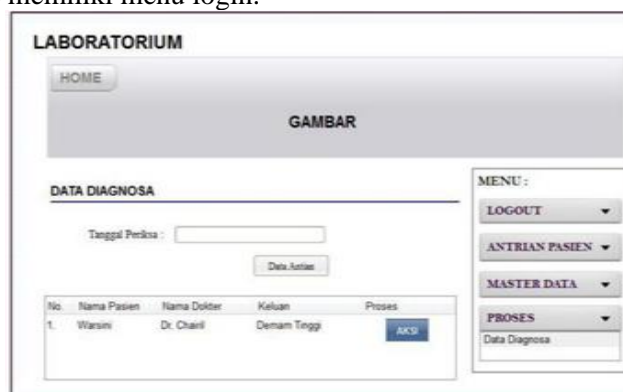 memiliki menu login.
LABORATORIUM
HOME
GAMBAR
DATA DIAGNOSA
Tanggal Periksa :
Data Antian
No. Nama Pasien Nama Dokter Keluan Proses
1. Warsini Dr. Chairil Demam Tinggi AKSI
MENU :
LOGOUT
ANTRIAN PASIEN
MASTER DATA
PROSES
Data Diagnosa